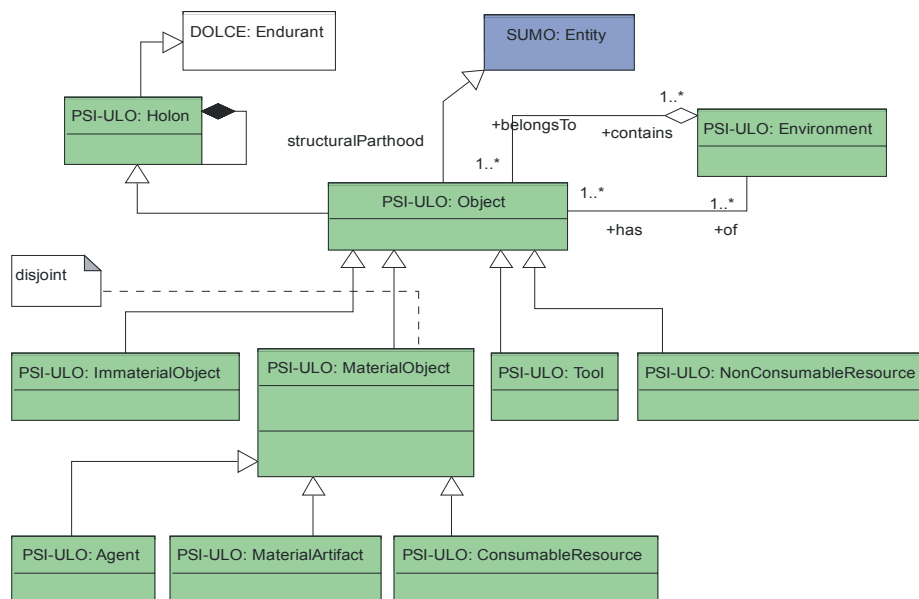 DOLCE: Endurant
SUMO: Entity
PSI-ULO: Holon
1..*
PSI-ULO: Environment
+belongsTo
+contains
structuralParthood
1..*
PSI-ULO: Object
1..*
1..*
+has
+of
disjoint
PSI-ULO: ImmaterialObject
PSI-ULO: MaterialObject
PSI-ULO: Tool
PSI-ULO: NonConsumableResource
PSI-ULO: Agent
PSI-ULO: MaterialArtifact
PSI-ULO: ConsumableResource